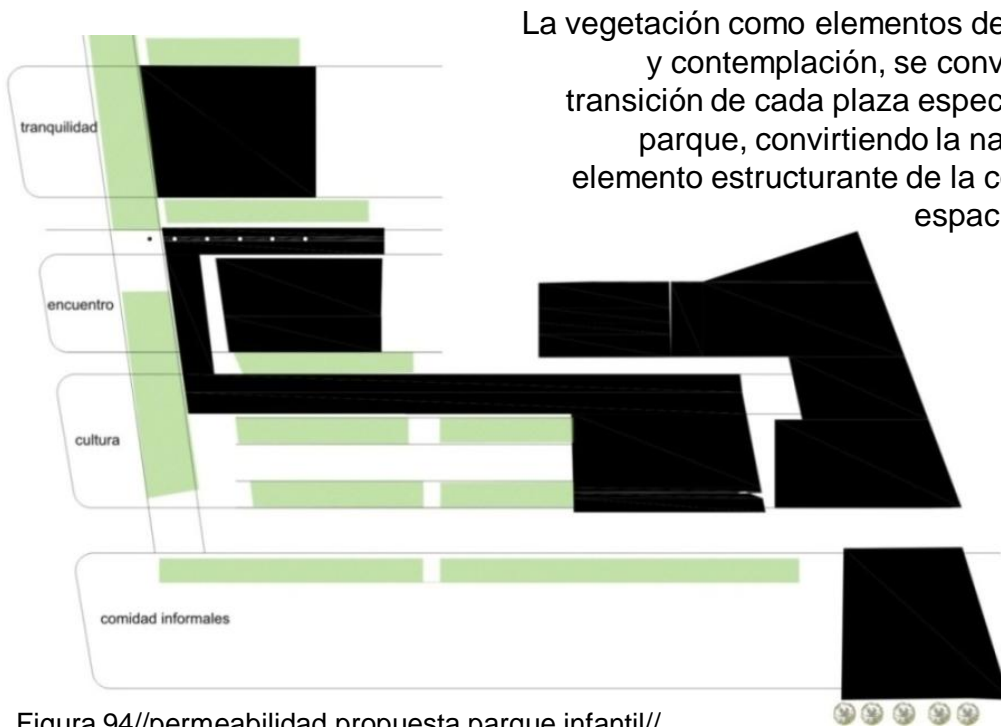 La vegetación como elementos de
y contemplación, se conv
transición de cada plaza espec
parque, convirtiendo la na
elemento estructurante de la c
espac
tranquilidad
encuentro
cultura
comidad informales
Figura 94//permeabilidad propuesta parque infantil//